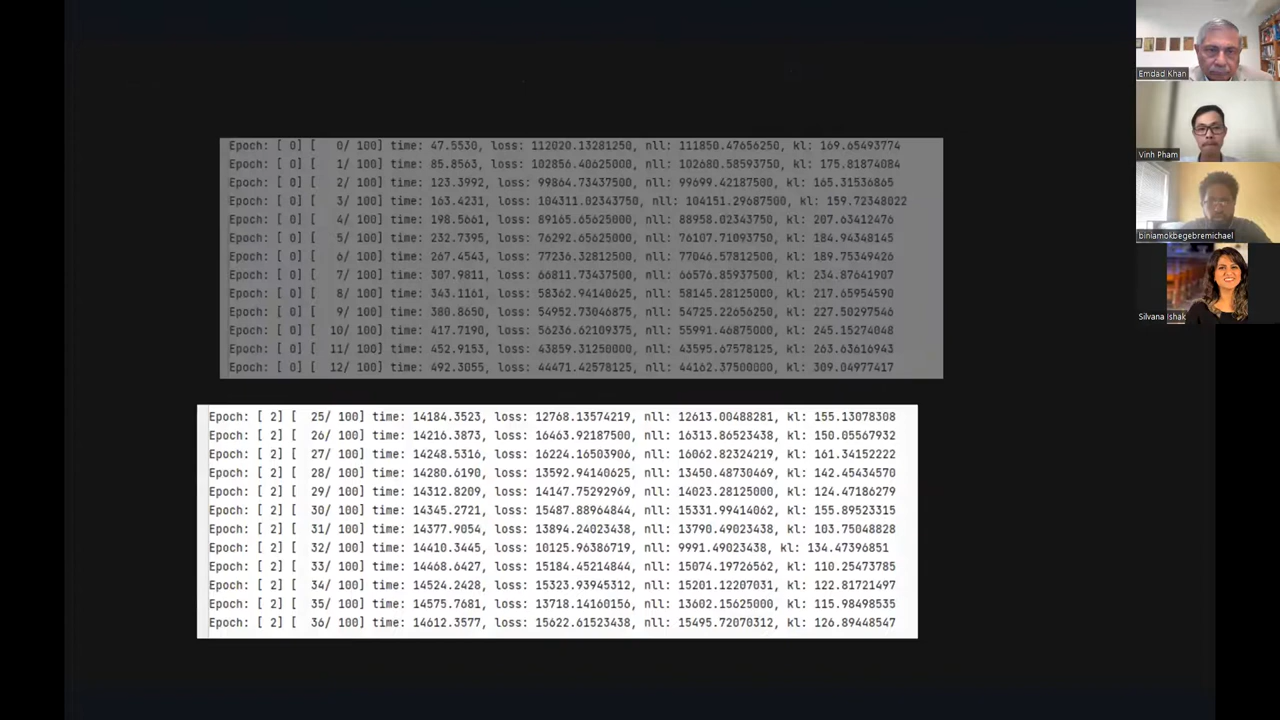 Epoch: [ 0] [ 0/ 100] time: 47.5530, loss: 112020.13281250, nll: 111850.47656250, kl: 169.65493774
Epoch: [ 0] [ 1/ 100] time: 85.8563, loss: 102856.40625000, nll: 102680.58593750, kl: 175.81874084
Epoch: [ 0] [ 2/ 100] time: 123.3992, loss: 99864.73437500, nll: 99699.42187500, kl: 165.31536865
Epoch: [ 0] [ 3/ 100] time: 163.4231, loss: 104311.02343750, nll: 104151.29687500, kl: 159.72348022
Epoch: [ 0] [ 4/ 100] time: 198.5661, loss: 89165.65625000, nll: 88958.02343750, kl: 207.63412476
Epoch: [ 0] [ 5/ 100] time: loss: 76292.65625000, nll: 76107.71093750, kl: 184.94348145
Epoch: [ 0] [ 6/ 100] time: 267.4543, loss: 77236.32812500, nll: 77046.57812500, kl: 189.75349426
Epoch: [ 0] [ 7/ 100] time: 307.9811, loss: 66811.73437500, nll: 66576.85937500, kl: 234.87641907
Epoch: [ 0] [ 8/ 100] time: 343.1161, loss: 58362.94140625, nll: 58145.28125000, kl: 217.65954590
Epoch: [ 0] [ 9/ 100] time: 380.8650, loss: 54952.73046875, nll: 54725.22656250, kl: 227.50297546
Epoch: [ 0] [ 10/ 100] time: 417.7190, loss: 56236.62109375, nll: 55991.46875000, kl: 245.15274048
Epoch: [ 0] [ 11/ 100] time: 452.9153, loss: 43859.31250000, nll: 43595.67578125, kl: 263.63616943
Epoch: [ 0] [ 12/ 100] time: 492.3055, loss: 44471.42578125, nll: 44162.37500000, kl: 309.04977417
Epoch: [ 2] [ 25/ 100] time: 14184.3523, loss: 12768.13574219, nll: 12613.00488281, kl: 155.13078308
Epoch: [ 2] [ 26/ 100] time: 14216.3873, loss: 16463.92187500, nll: 16313.86523438, kl: 150.05567932
Epoch: [ 2] [ 27/ 100] time: 14248.5316, loss: 16224.16503906, nll: 16062.82324219, kl: 161.34152222
Epoch: [ 2] [ 28/ 100] time: 14280.6190, loss: 13592.94140625, nll: 13450.48730469, kl: 142.45434570
Epoch: [ 2] [ 29/ 100] time: 14312.8209, loss: 14147.75292969, nll: 14023.28125000, kl: 124.47186279
Epoch: [ 2] [ 30/ 100] time: 14345.2721, loss: 15487.88964844, nll: 15331.99414062, kl: 155.89523315
Epoch: [ 2] [ 31/ 100] time: 14377.9054, loss: 13894.24023438, nll: 13790.49023438, kl: 103.75048828
Epoch: [ 2] [ 32/ 100] time: 14410.3445, loss: 10125.96386719, nll: 9991.49023438, kl: 134.47396851
Epoch: [ 2] [ 33/ 100] time: 14468.6427, loss: 15184.45214844, nll: 15074.19726562, kl: 110.25473785
Epoch: [ 2] [ 34/ 100] time: 14524.2428, loss: 15323.93945312, nll: 15201.12207031, kl: 122.81721497
Epoch: [ 2] [ 35/ 100] time: 14575.7681, loss: 13718.14160156, nll: 13602.15625000, kl: 115.98498535
Epoch: [ 2] [ 36/ 100] time: 14612.3577, loss: 15622.61523438, nll: 15495.72070312, kl: 126.89448547
Emdad Khan
Vinh Pham
biniamokbegebremichael
Silvana Ishak